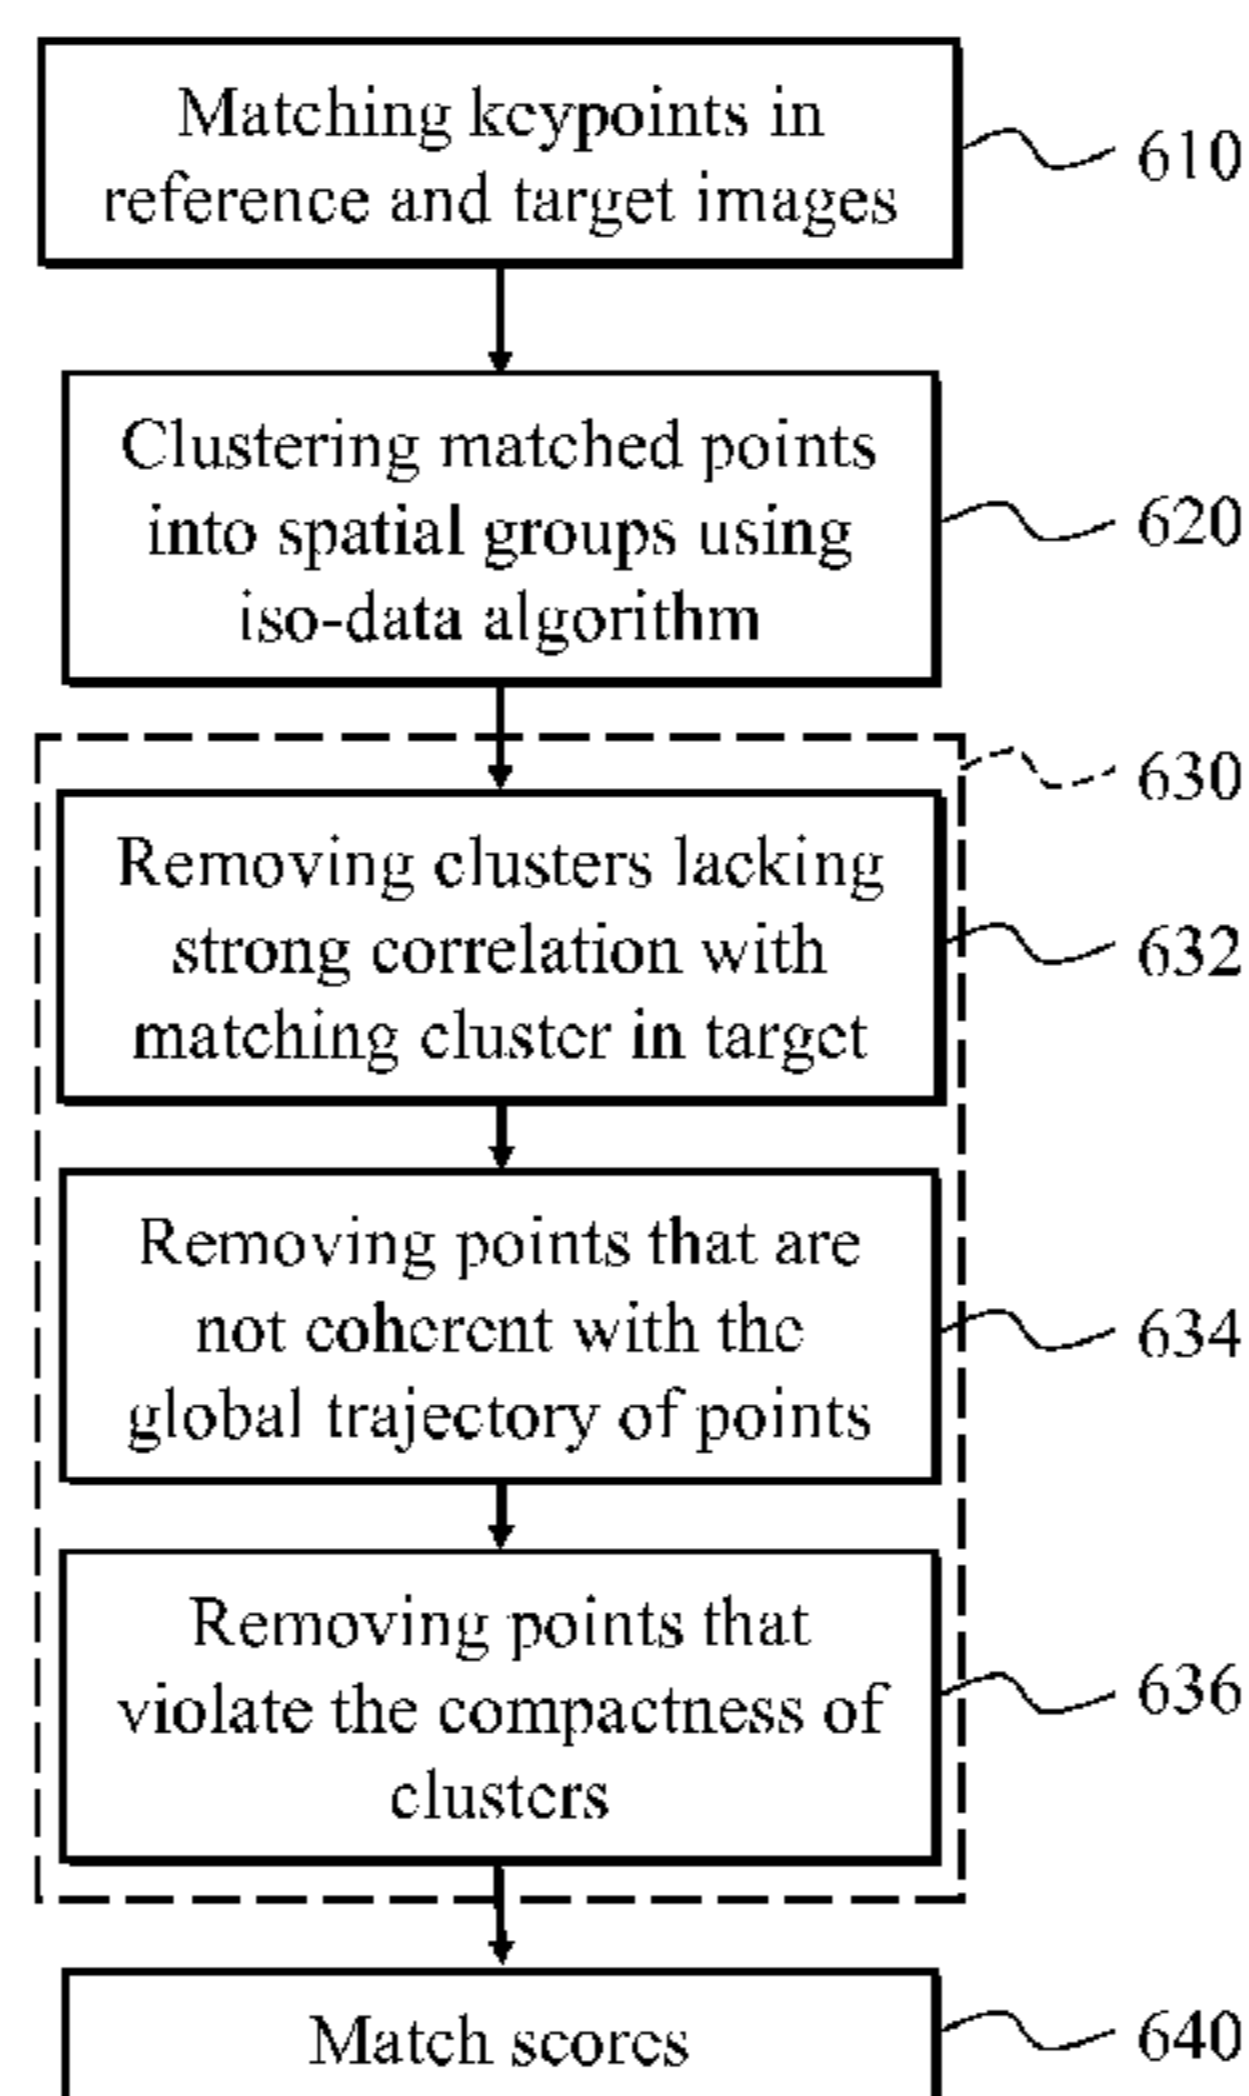 Matching keypoints in
reference and target images
610
Clustering matched points
into spatial groups using
iso-data algorithm
620
630
Removing clusters lacking
strong correlation with
matching cluster in target
632
Removing points that are
not coherent with the
global trajectory of points
634
Removing points that
violate the compactness of
clusters
636
Match scores
640